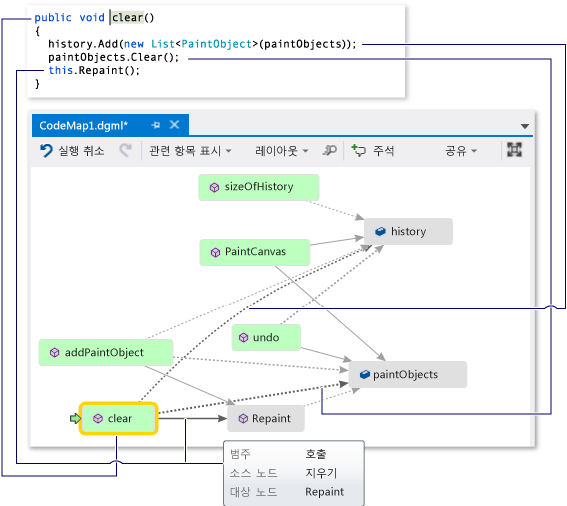 public void clear()
{
history.Add(new List<PaintObject>(paintObjects));
paintObjects.Clear();
this.Repaint();
}
CodeMap1.dgml*
실행 취소 관련 항목 표시 레이아웃 주석 공유
sizeOfHistory
history
PaintCanvas
undo
addPaintObject
paintObjects
clear
Repaint
범주 호출
소스 노드 지우기
대상 노드 Repaint